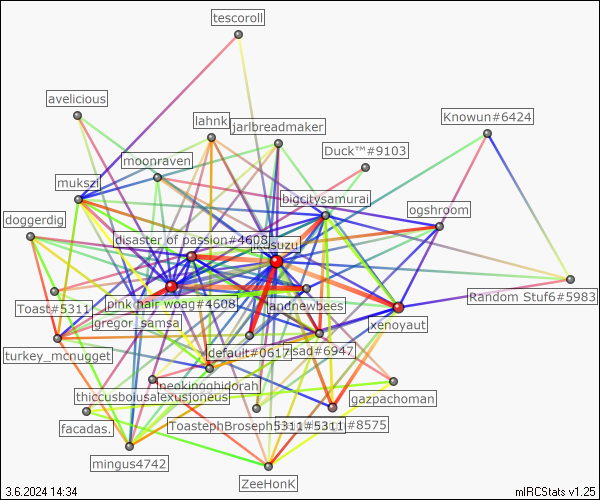 tescoroll
avelicious
lahnk
jarlbreadmaker
Knowun#6424
moonraven
Duck™#9103
mukszi
bigcitysamurai
doggerdig
ogshroom
disaster of passion#4608
jikusuzu
Toast#5311
pink hair woag#4608
landnewbees
Random Stuf6#5983
gregor_samsa
xenoyaut
turkey_mcnugget
default#0617
sad#6947
neokingghidorah
thiccusboiusalexusjoneus
gazpachoman
facadas.
ToastephBroseph5311#5311
#8575
mingus4742
ZeeHonK
3.6.2024 14:34
mIRCStats v1.25